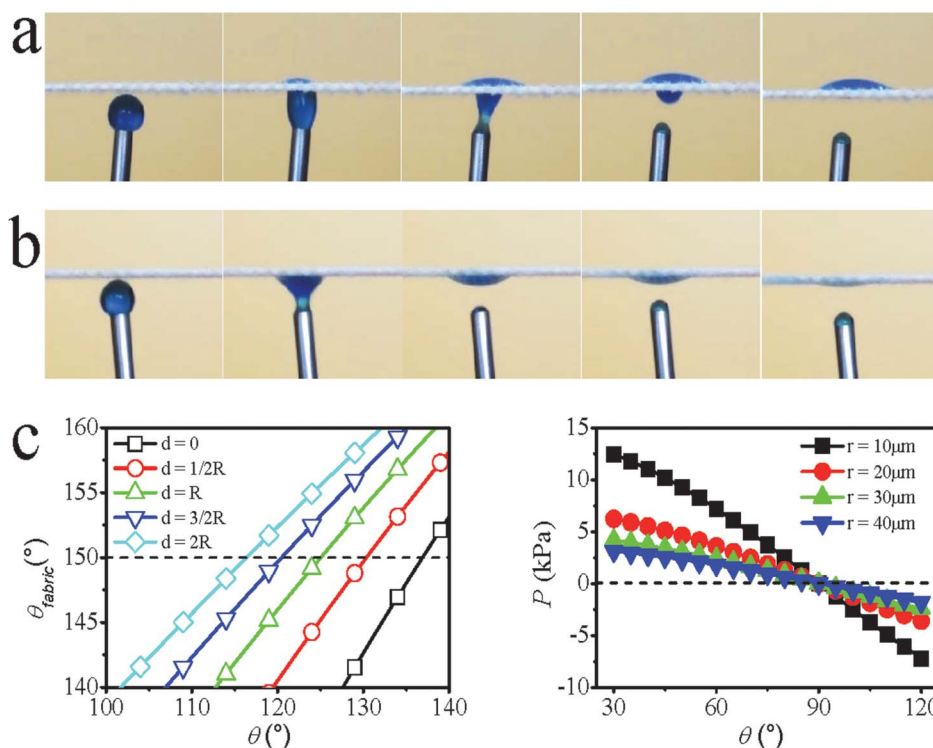 a
b
c
160
155
150
145
140
θfabric(°)
d = 0
d = 1/2R
d = R
d = 3/2R
d = 2R
100 110 120 130 140
θ (°)
15
10
5
0
-5
-10
P (kPa)
r = 10μm
r = 20μm
r = 30μm
r = 40μm
30 60 90 120
θ (°)